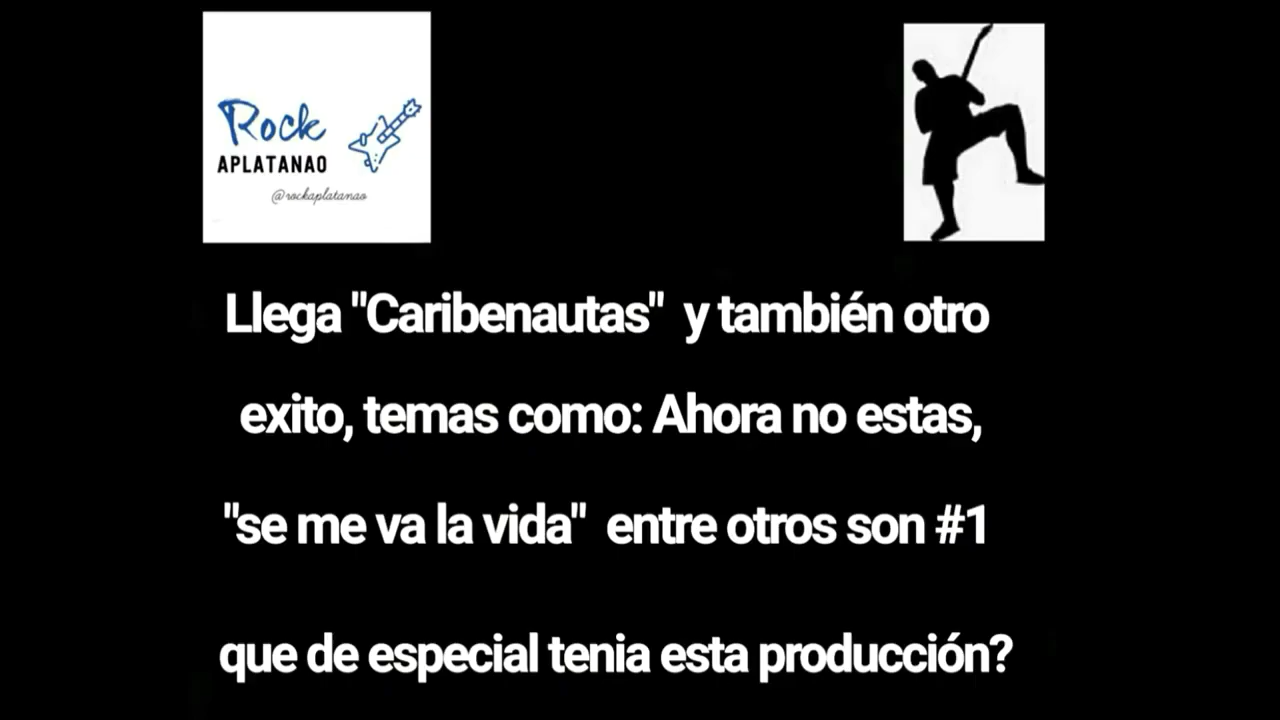 Rock
APLATANAO
@rockaplatanao
Llega "Caribenautas" y también otro
exito, temas como: Ahora no estas,
"se me va la vida" entre otros son #1
que de especial tenia esta producción?